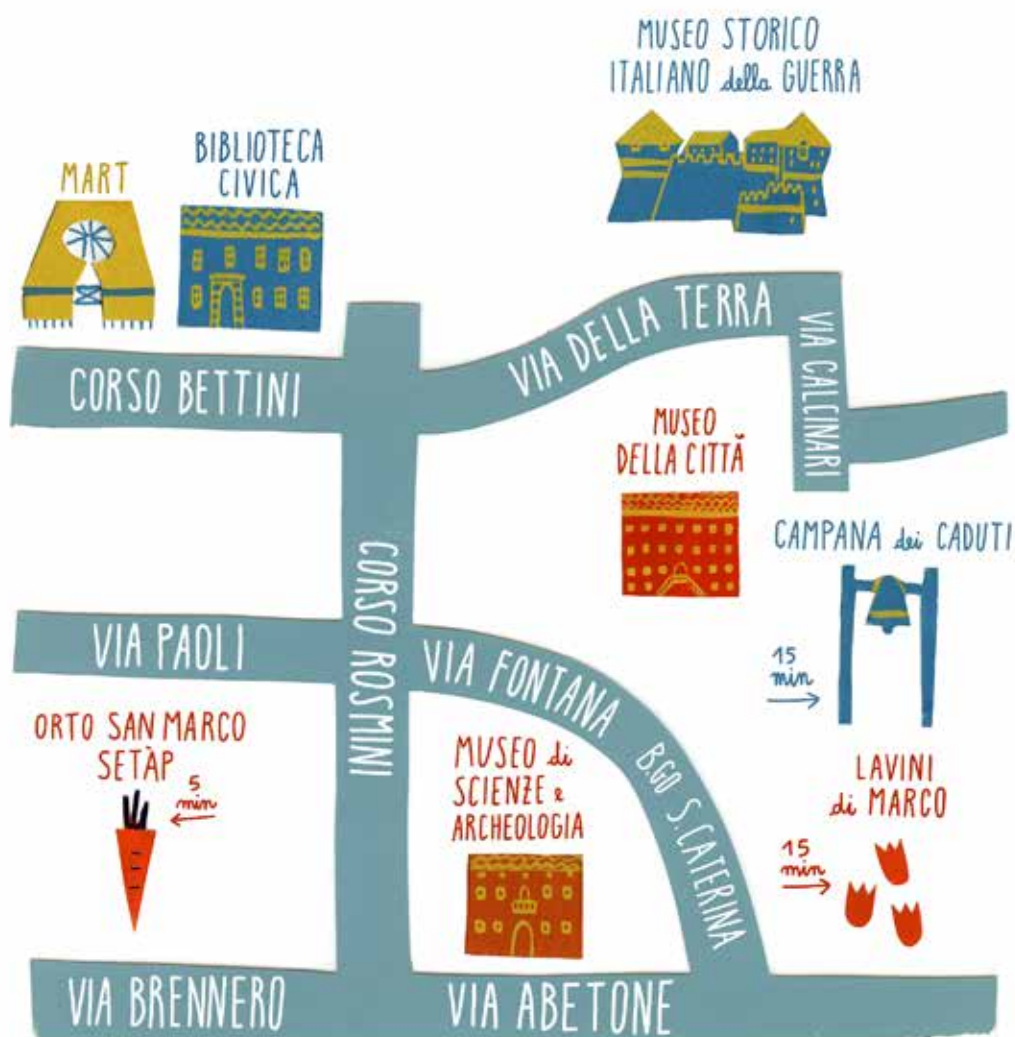 MUSEO STORICO
ITALIANO della GUERRA
MART
BIBLIOTECA
CIVICA
CORSO BETTINI
VIA DELLA TERRA
VIA CALCINARI
MUSEO
DELLA CITTÀ
CAMPANA dei CADUTI
15
min
CORSO ROSMINI
VIA PAOLI
VIA FONTANA
B.GO S.CATERINA
ORTO SAN MARCO
SETÀP
5
min
MUSEO di
SCIENZE e
ARCHEOLOGIA
LAVINI
di MARCO
15
min
VIA BRENNERO
VIA ABETONE